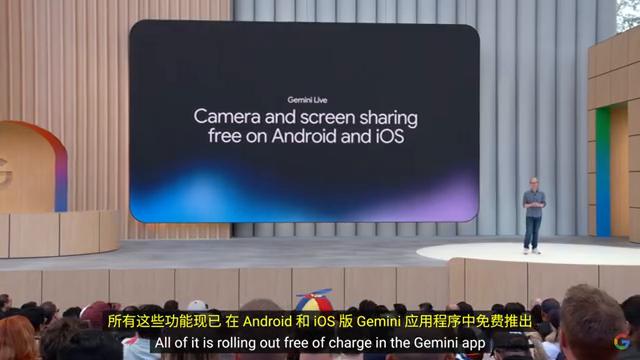 Gemini Live
Camera and screen sharing
free on Android and iOS
所有这些功能现已 在 Android 和 iOS 版 Gemini 应用程序中免费推出
All of it is rolling out free of charge in the Gemini app